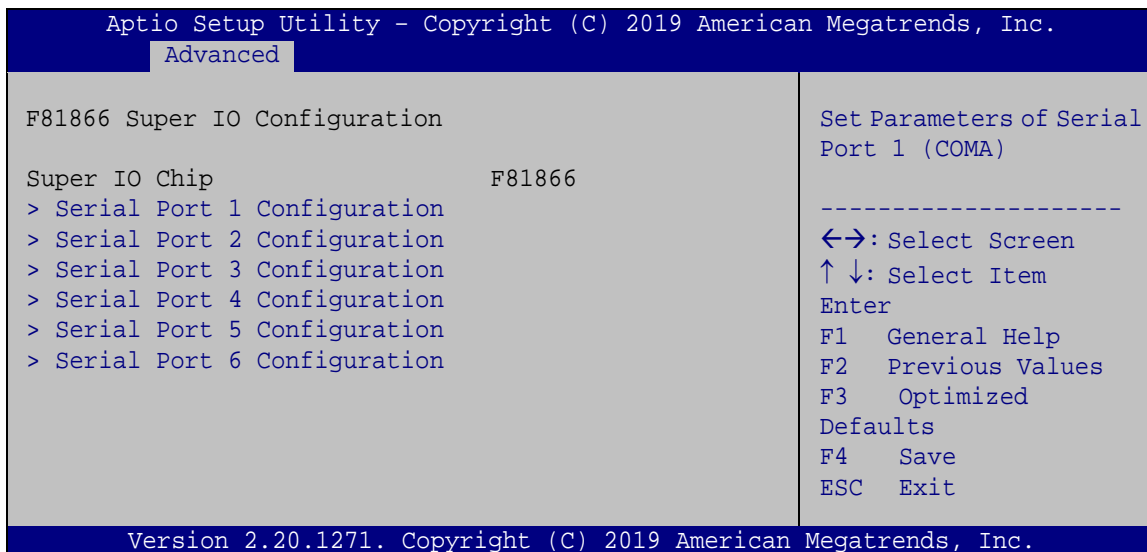 Aptio Setup Utility – Copyright (C) 2019 American Megatrends, Inc.
Advanced
F81866 Super IO Configuration
Super IO Chip F81866
> Serial Port 1 Configuration
> Serial Port 2 Configuration
> Serial Port 3 Configuration
> Serial Port 4 Configuration
> Serial Port 5 Configuration
> Serial Port 6 Configuration
Set Parameters of Serial
Port 1 (COMA)
---------------------
←→: Select Screen
↑ ↓: Select Item
Enter
F1 General Help
F2 Previous Values
F3 Optimized
Defaults
F4 Save
ESC Exit
Version 2.20.1271. Copyright (C) 2019 American Megatrends, Inc.